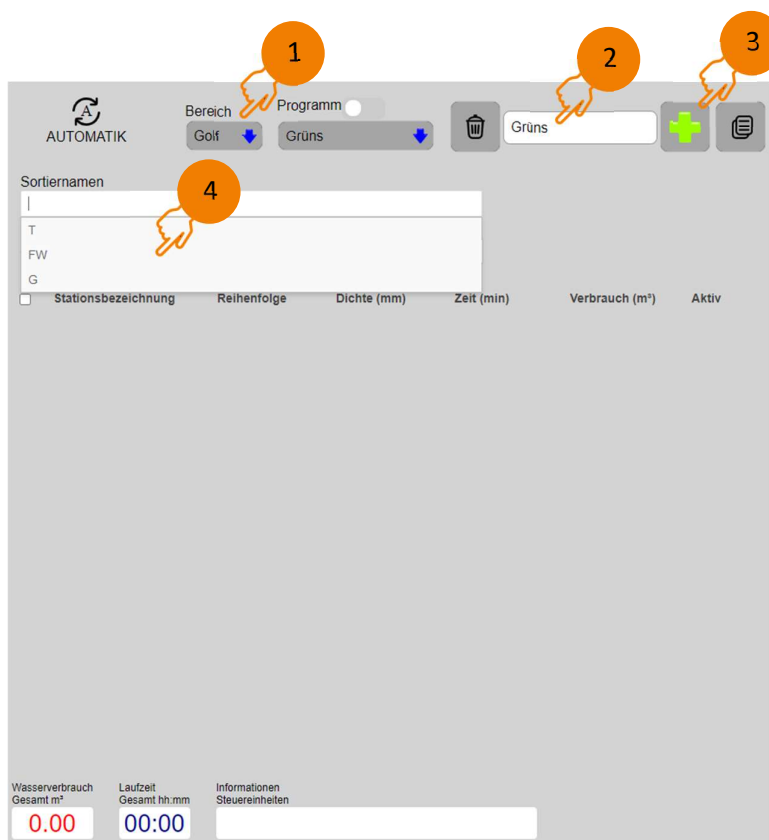 1
2
3
Bereich
Programm
AUTOMATIK
Golf
Grüns
Grüns
Sortiernamen
4
T
FW
G
Stationsbezeichnung Reihenfolge Dichte (mm) Zeit (min) Verbrauch (m³) Aktiv
Wasserverbrauch
Gesamt m³
Laufzeit
Gesamt hh:mm
Informationen
Steuereinheiten
0.00
00:00